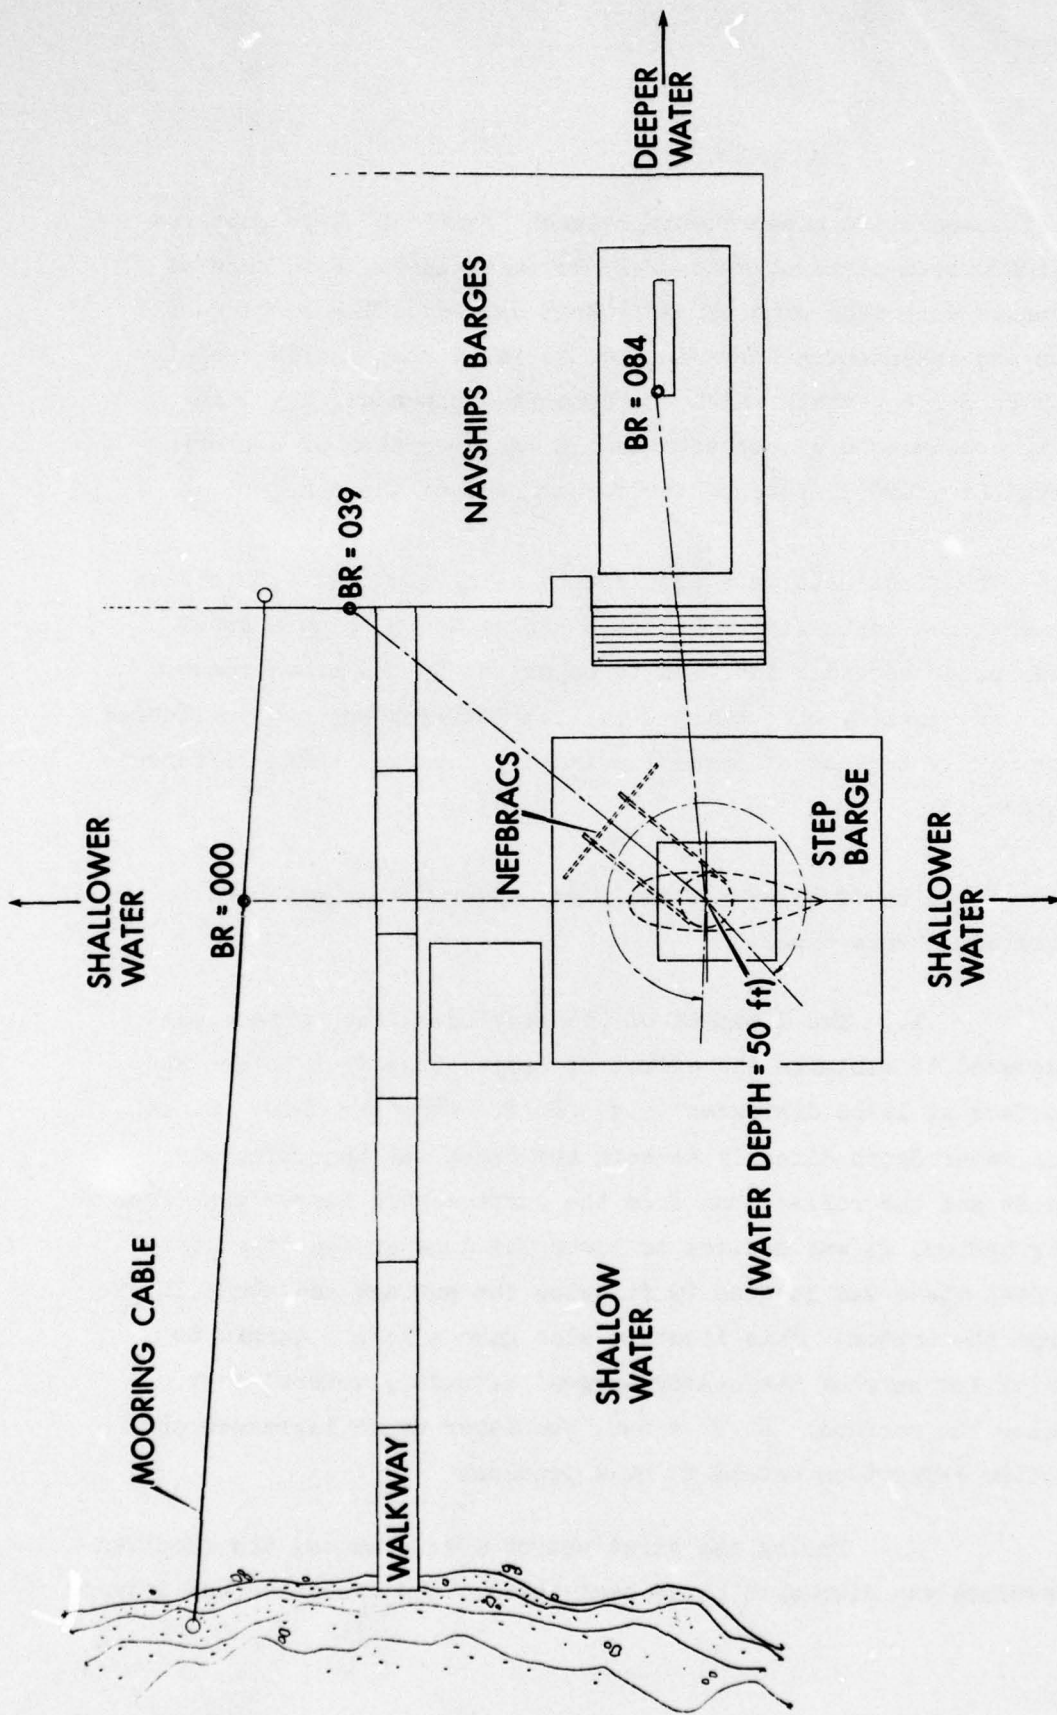 SHALLOWER
WATER
BR = 000
MOORING CABLE
BR = 039
NAVSHIPS BARGES
WALKWAY
DEEPER
WATER
BR = 084
NEFBRACS
SHALLOW
WATER
STEP
BARGE
(WATER DEPTH = 50 ft)
SHALLOWER
WATER